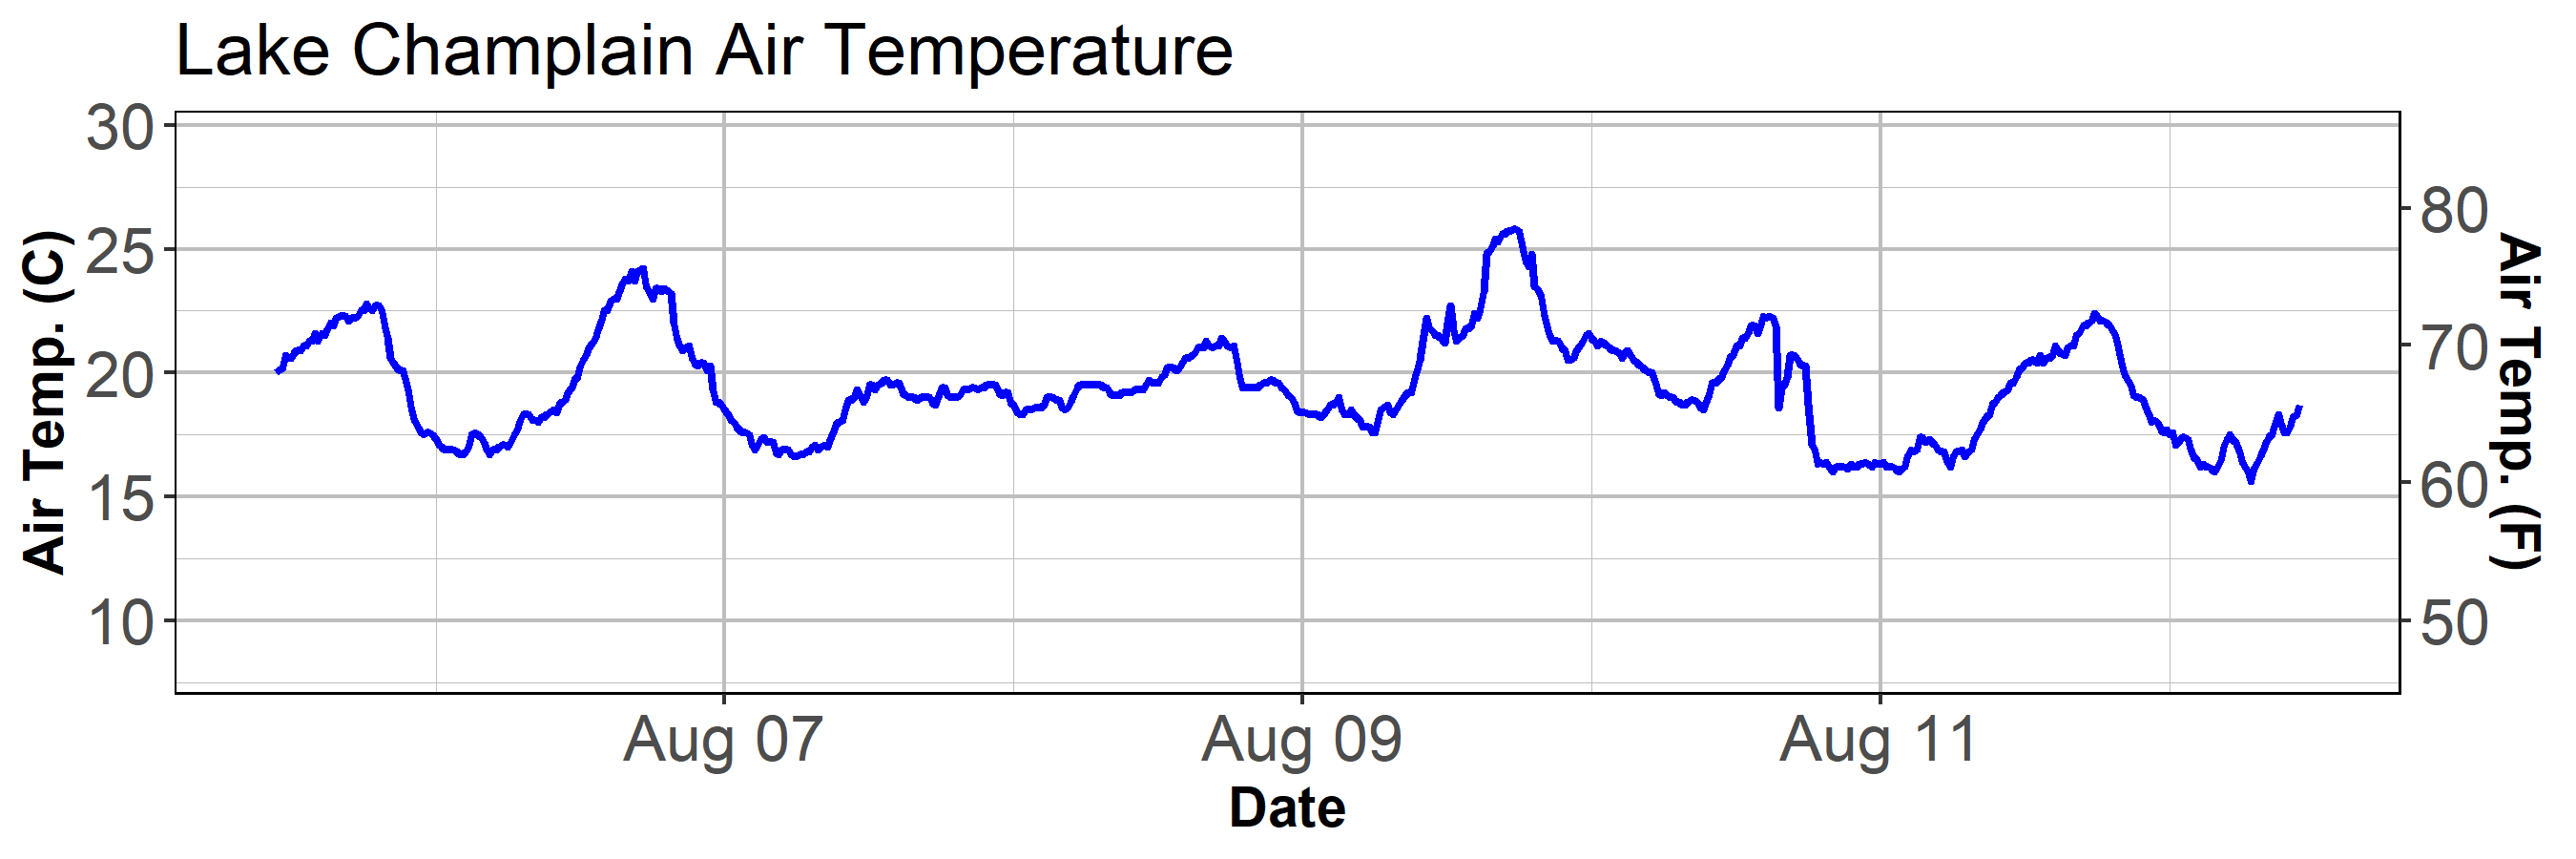 Lake Champlain Air Temperature
30
25
20
15
10
Air Temp. (C)
80
70
60
50
Air Temp. (F)
Aug 07
Aug 09
Aug 11
Date